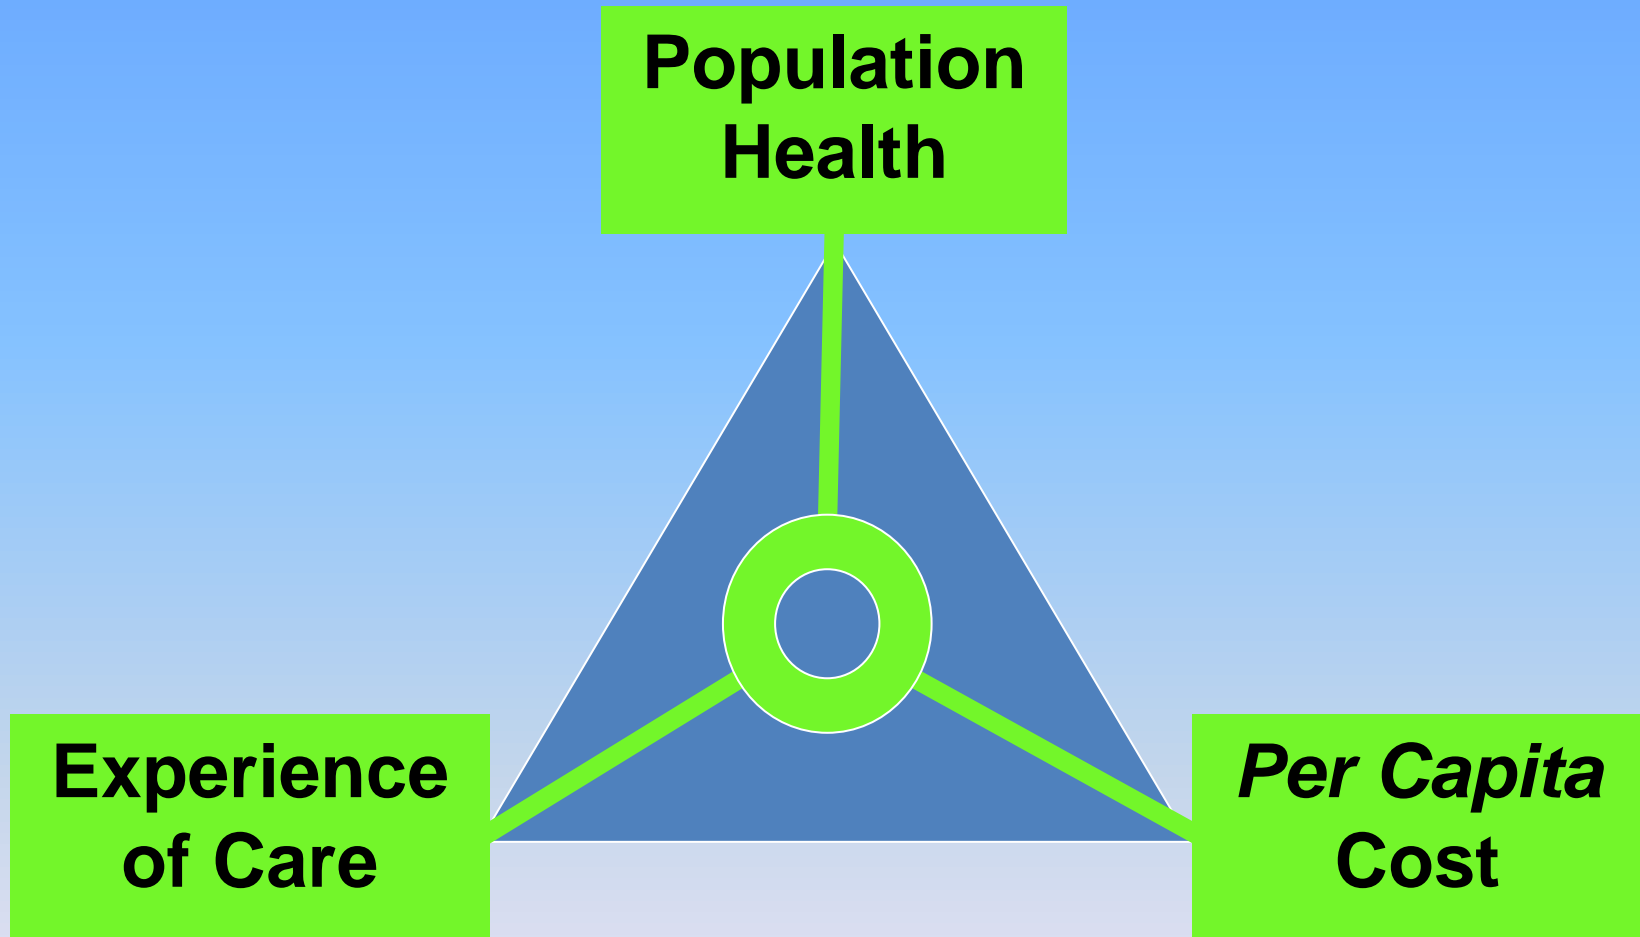 Population
Health
Experience
of Care
Per Capita
Cost